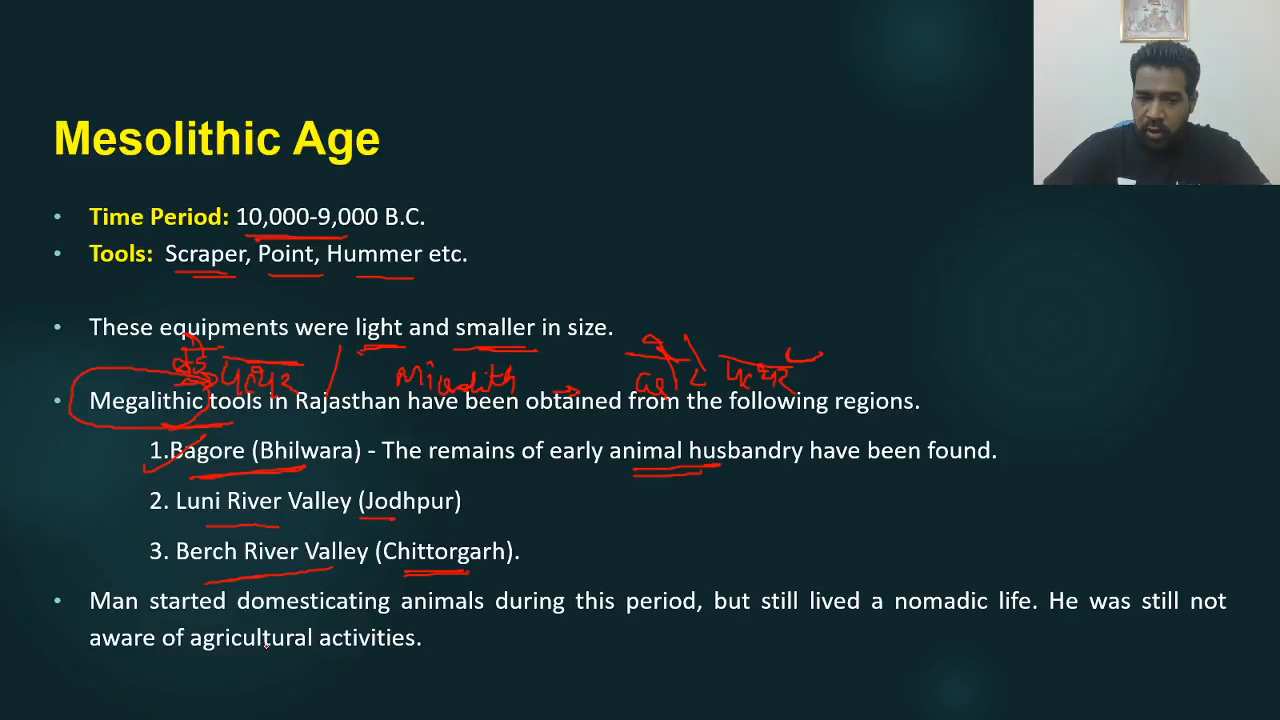 Mesolithic Age
• Time Period: 10,000-9,000 B.C.
• Tools: Scraper, Point, Hummer etc.
• These equipments were light and smaller in size.
Microlith →
• Megalithic tools in Rajasthan have been obtained from the following regions.
1.Bagore (Bhilwara) - The remains of early animal husbandry have been found.
2. Luni River Valley (Jodhpur)
3. Berch River Valley (Chittorgarh).
• Man started domesticating animals during this period, but still lived a nomadic life. He was still not
aware of agricultural activities.